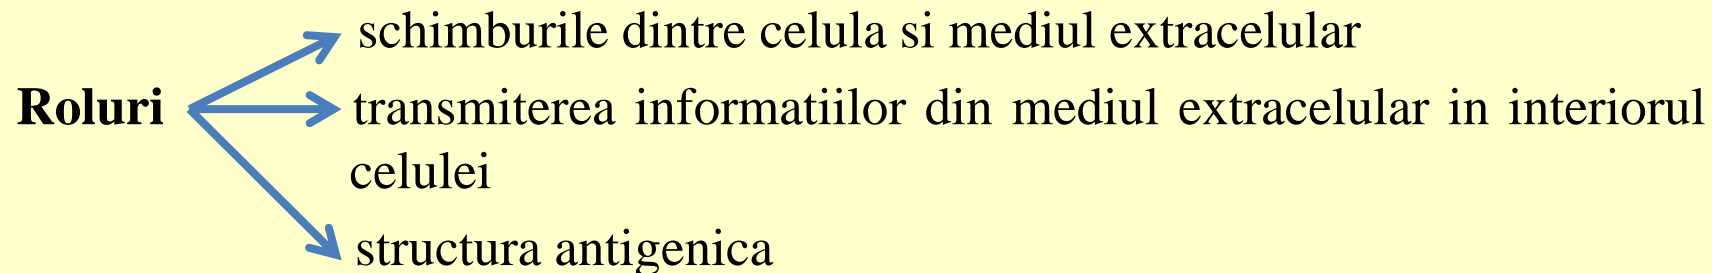 schimburile dintre celula si mediul extracelular
Roluri transmiterea informatiilor din mediul extracelular in interiorul
celulei
structura antigenica